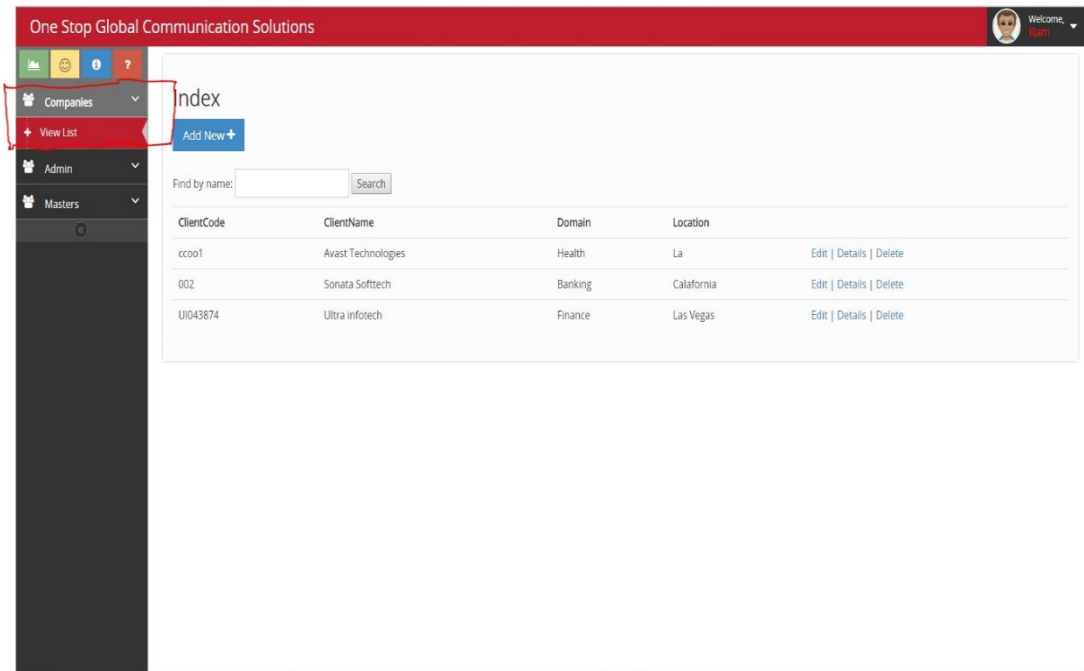 One Stop Global Communication Solutions
Welcome,
Ram
?
Companies
View List
Admin
Masters
Index
Add New
Find by name:
Search
ClientCode ClientName Domain Location
ccoo1 Avast Technologies Health La Edit | Details | Delete
002 Sonata Softtech Banking Calafornia Edit | Details | Delete
UI043874 Ultra infotech Finance Las Vegas Edit | Details | Delete